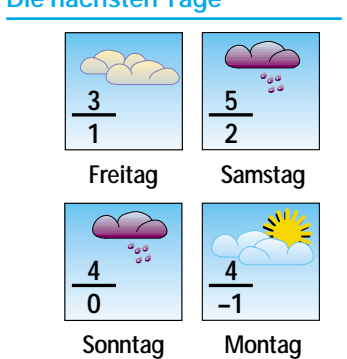 Die nächsten Tage
3 5
1 2
Freitag Samstag
4 4
0 –1
Sonntag Montag